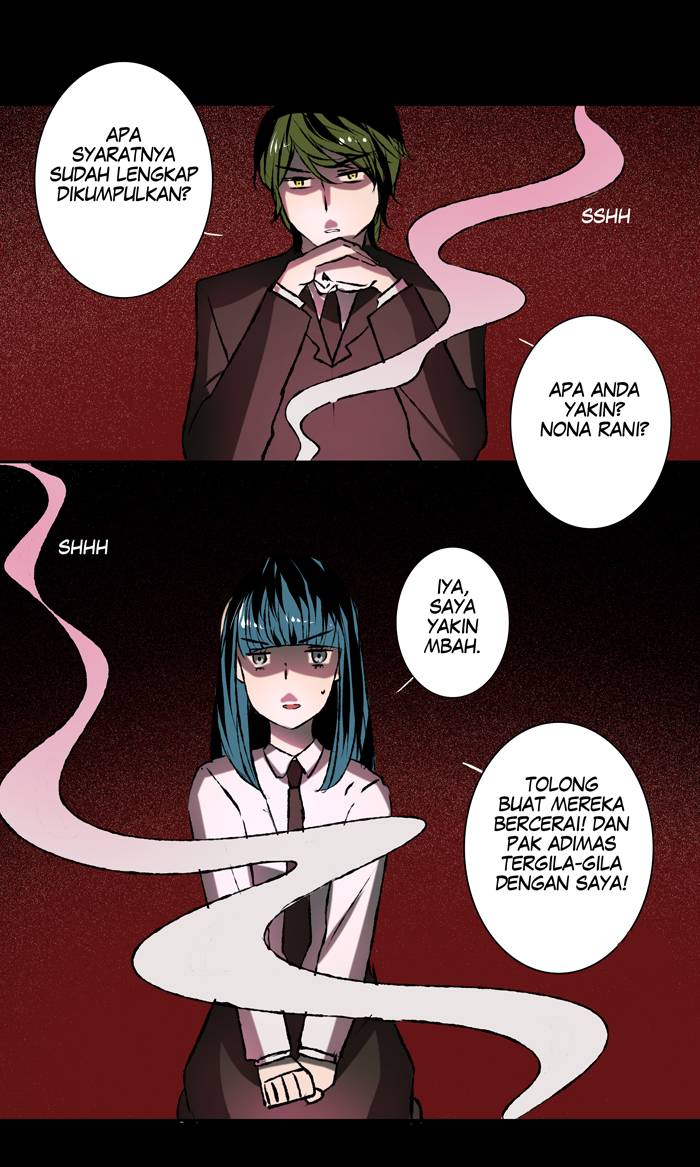 APA
SYARATNYA
SUDAH LENGKAP
DIKUMPULKAN?
SSHH
APA ANDA
YAKIN?
NONA RANI?
SHHH
IYA,
SAYA
YAKIN
MBAH.
TOLONG
BUAT MEREKA
BERCERAI! DAN
PAK ADIMAS
TERGILA-GILA
DENGAN SAYA!